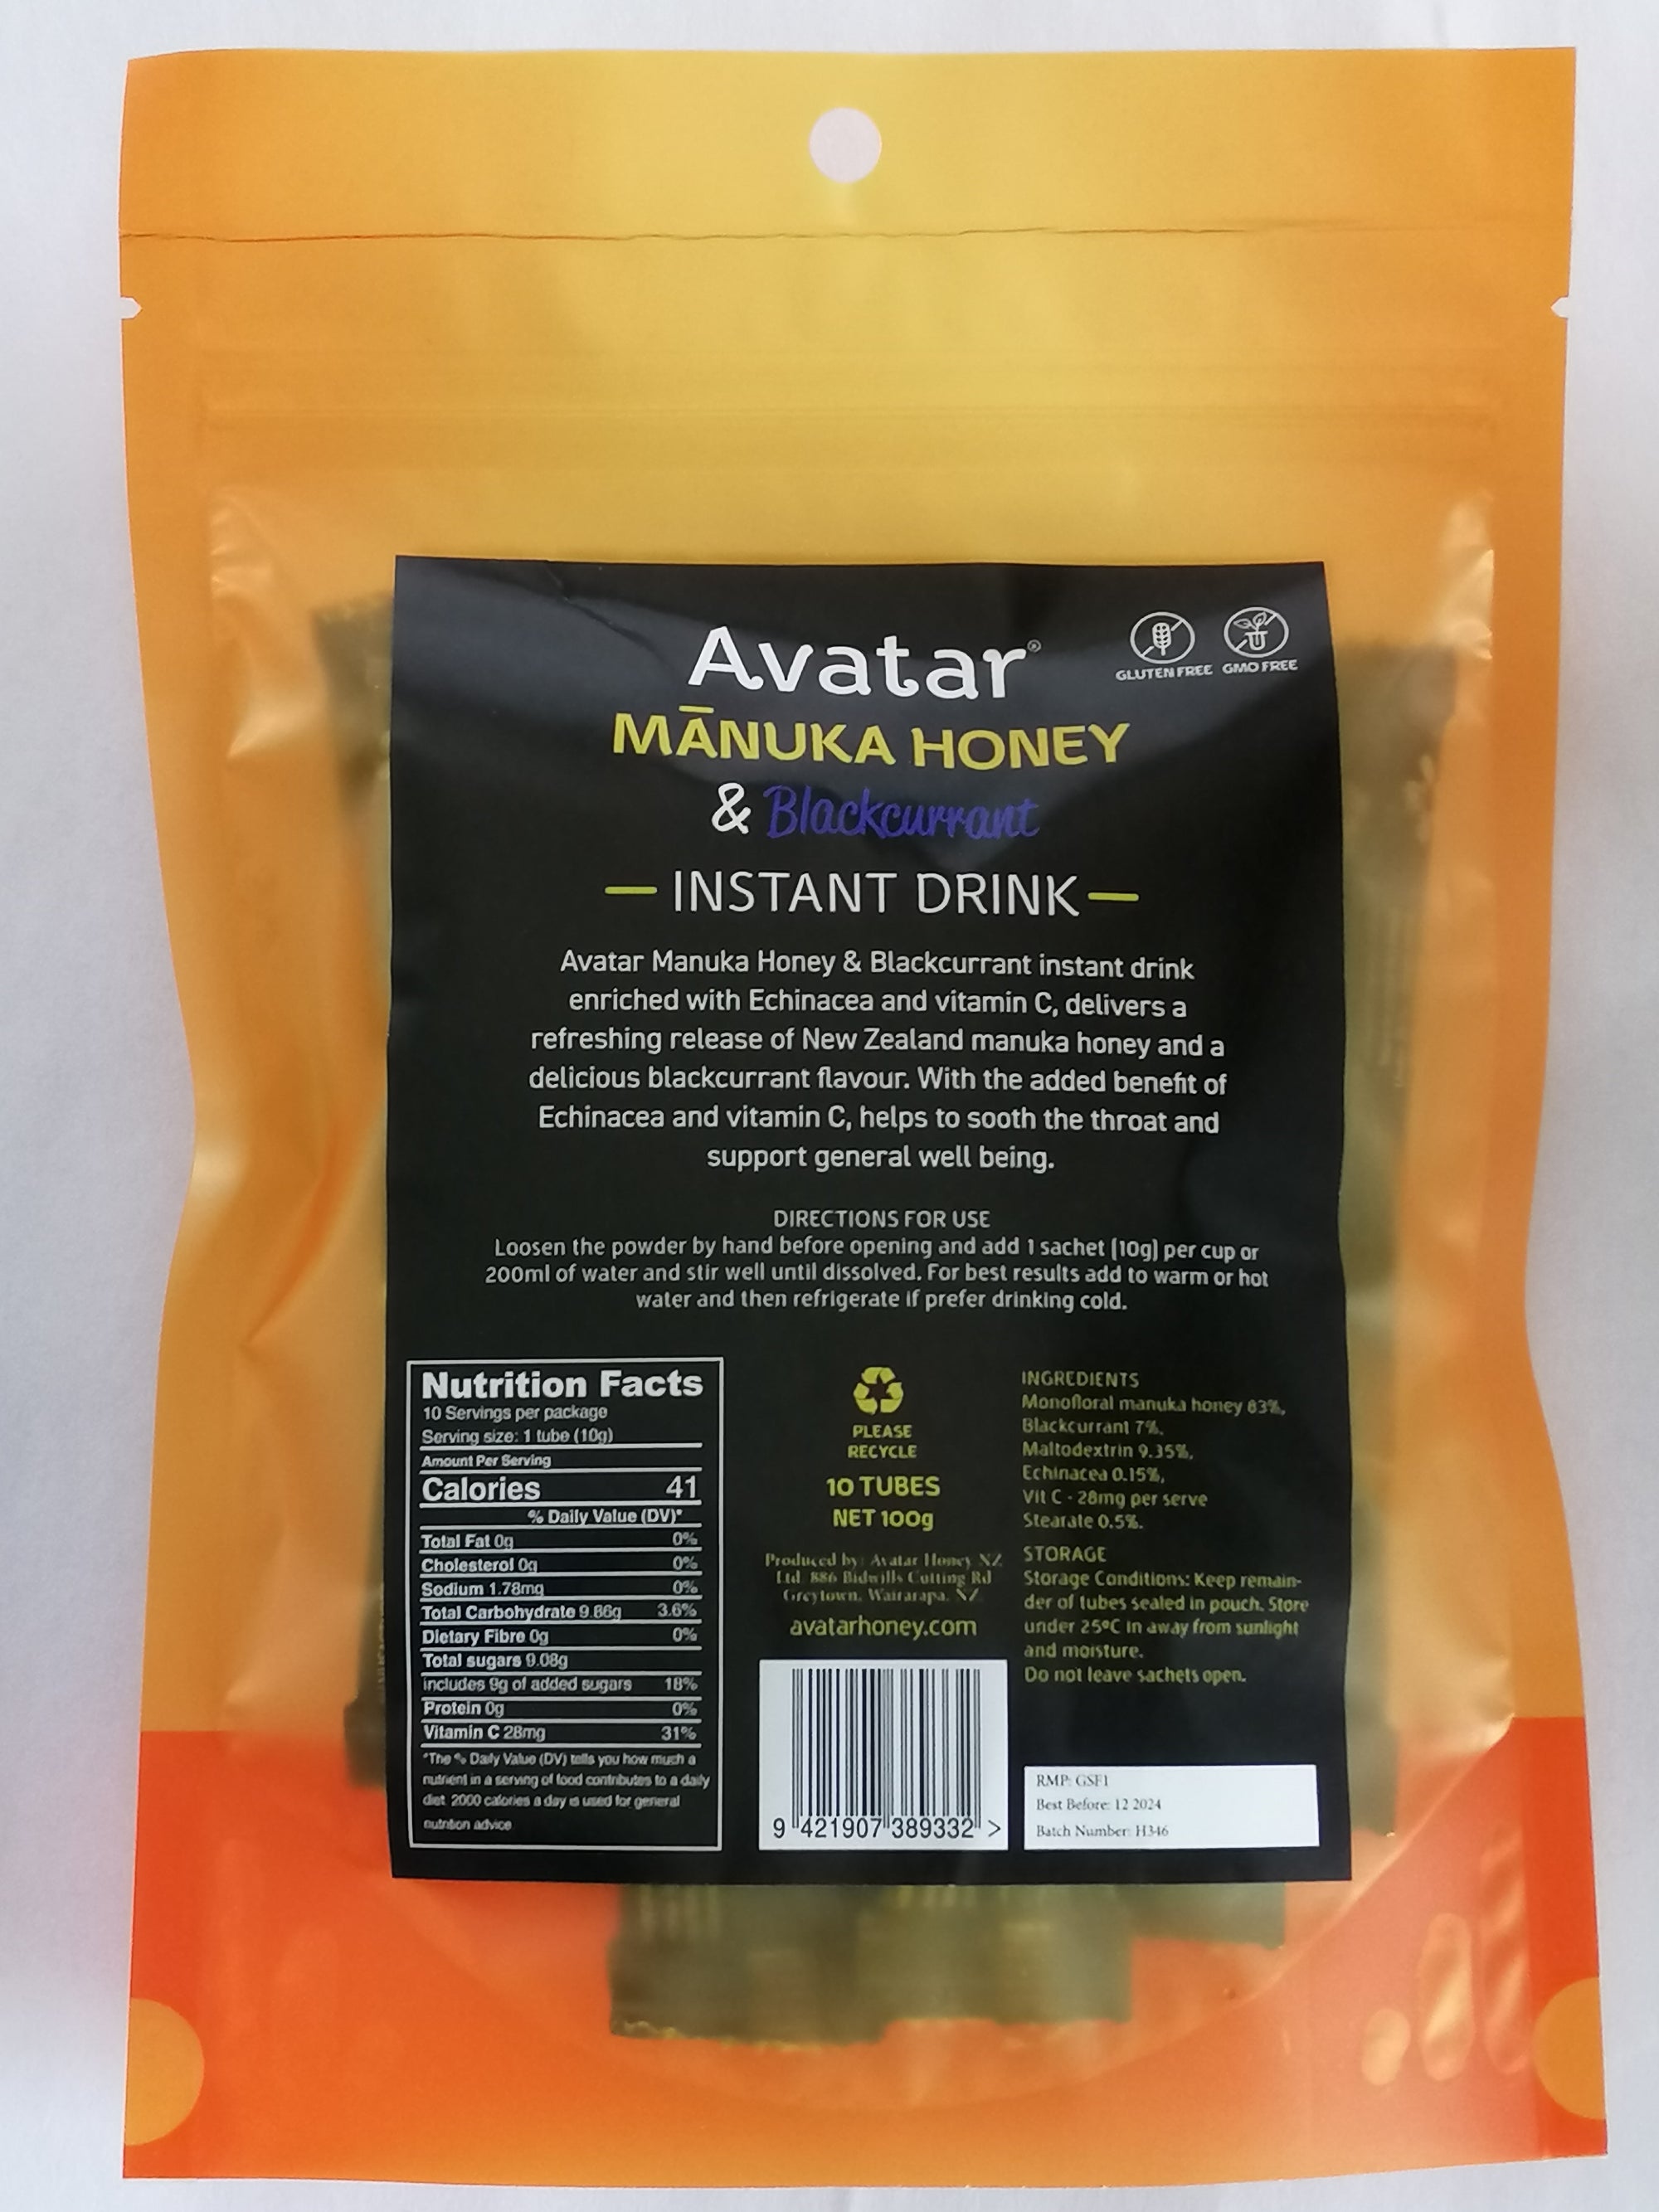 Avatar®
GLUTEN FREE GMO FREE
MĀNUKA HONEY
& Blackcurrant
— INSTANT DRINK —
Avatar Manuka Honey & Blackcurrant instant drink
enriched with Echinacea and vitamin C, delivers a
refreshing release of New Zealand manuka honey and a
delicious blackcurrant flavour. With the added benefit of
Echinacea and vitamin C, helps to sooth the throat and
support general well being.
DIRECTIONS FOR USE
Loosen the powder by hand before opening and add 1 sachet (10g) per cup or
200ml of water and stir well until dissolved. For best results add to warm or hot
water and then refrigerate if prefer drinking cold.
Nutrition Facts
10 Servings per package
Serving size: 1 tube (10g)
Amount Per Serving
Calories 41
% Daily Value (DV)*
Total Fat 0g 0%
Cholesterol 0g 0%
Sodium 1.78mg 0%
Total Carbohydrate 9.86g 3.6%
Dietary Fibre 0g 0%
Total sugars 9.08g
includes 9g of added sugars 18%
Protein 0g 0%
Vitamin C 28mg 31%
*The % Daily Value (DV) tells you how much a
nutrient in a serving of food contributes to a daily
diet 2000 calories a day is used for general
nutrition advice
PLEASE
RECYCLE
10 TUBES
NET 100g
Produced by: Avatar Honey NZ
Ltd. 886 Bidwills Cutting Rd
Greytown, Wairarapa. NZ
avatarhoney.com
9 421907 389332 >
INGREDIENTS
Monofloral manuka honey 83%,
Blackcurrant 7%,
Maltodextrin 9.35%,
Echinacea 0.15%,
Vit C - 28mg per serve
Stearate 0.5%.
STORAGE
Storage Conditions: Keep remain-
der of tubes sealed in pouch. Store
under 25°C in away from sunlight
and moisture.
Do not leave sachets open.
RMP: GSF1
Best Before: 12 2024
Batch Number: H346